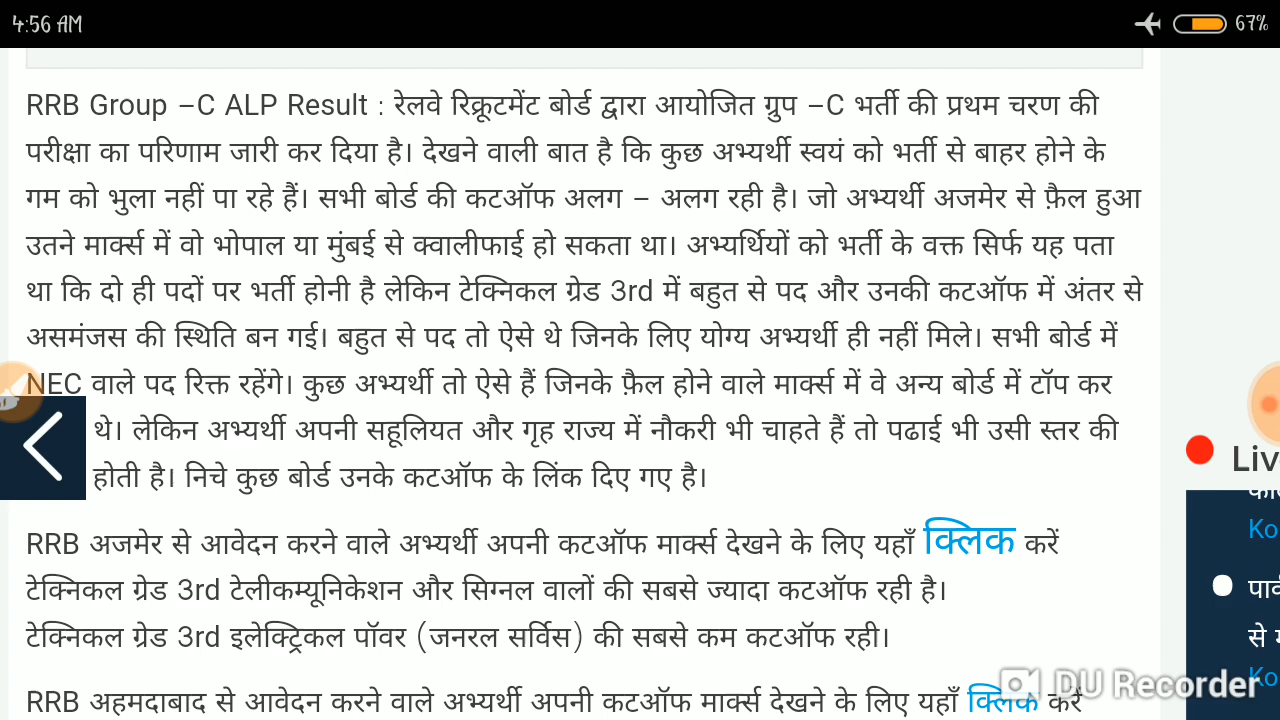 4:56 AM
67%
RRB Group –C ALP Result : रेलवे रिक्रूटमेंट बोर्ड द्वारा आयोजित ग्रुप –C भर्ती की प्रथम चरण की
परीक्षा का परिणाम जारी कर दिया है। देखने वाली बात है कि कुछ अभ्यर्थी स्वयं को भर्ती से बाहर होने के
गम को भुला नहीं पा रहे हैं। सभी बोर्ड की कटऑफ अलग – अलग रही है। जो अभ्यर्थी अजमेर से फ़ैल हुआ
उतने मार्क्स में वो भोपाल या मुंबई से क्वालीफाई हो सकता था। अभ्यर्थियों को भर्ती के वक्त सिर्फ यह पता
था कि दो ही पदों पर भर्ती होनी है लेकिन टेक्निकल ग्रेड 3rd में बहुत से पद और उनकी कटऑफ में अंतर से
असमंजस की स्थिति बन गई। बहुत से पद तो ऐसे थे जिनके लिए योग्य अभ्यर्थी ही नहीं मिले। सभी बोर्ड में
NEC वाले पद रिक्त रहेंगे। कुछ अभ्यर्थी तो ऐसे हैं जिनके फ़ैल होने वाले मार्क्स में वे अन्य बोर्ड में टॉप कर
थे। लेकिन अभ्यर्थी अपनी सहूलियत और गृह राज्य में नौकरी भी चाहते हैं तो पढाई भी उसी स्तर की
होती है। निचे कुछ बोर्ड उनके कटऑफ के लिंक दिए गए है।
RRB अजमेर से आवेदन करने वाले अभ्यर्थी अपनी कटऑफ मार्क्स देखने के लिए यहाँ क्लिक करें
टेक्निकल ग्रेड 3rd टेलीकम्यूनिकेशन और सिग्नल वालों की सबसे ज्यादा कटऑफ रही है।
टेक्निकल ग्रेड 3rd इलेक्ट्रिकल पॉवर (जनरल सर्विस) की सबसे कम कटऑफ रही।
RRB अहमदाबाद से आवेदन करने वाले अभ्यर्थी अपनी कटऑफ मार्क्स देखने के लिए यहाँ क्लिक करें
Liv
Ko
से
Ko
DU Recorder